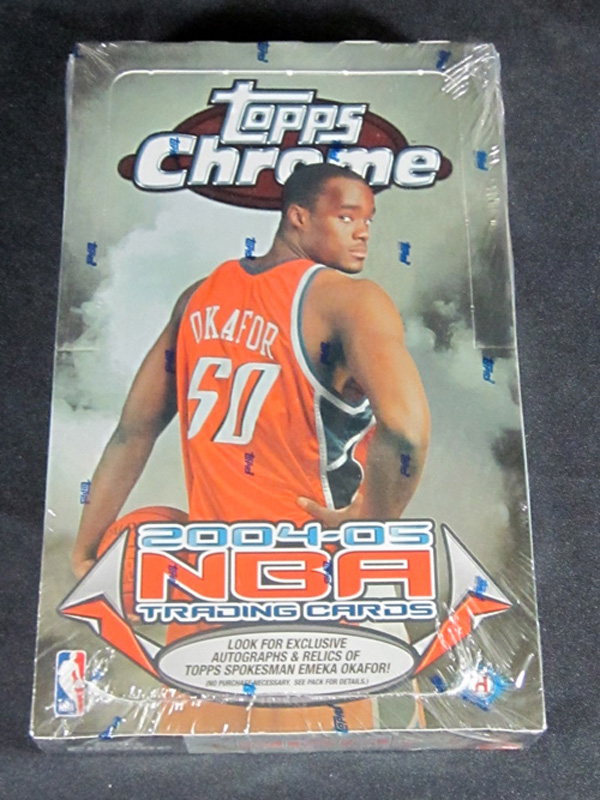 Topps
Chrome
OKAFOR
50
2004-05
NBA
TRADING CARDS
LOOK FOR EXCLUSIVE
AUTOGRAPHS & RELICS OF
TOPPS SPOKESMAN EMEKA OKAFOR!
(NO PURCHASE NECESSARY. SEE PACK FOR DETAILS.)